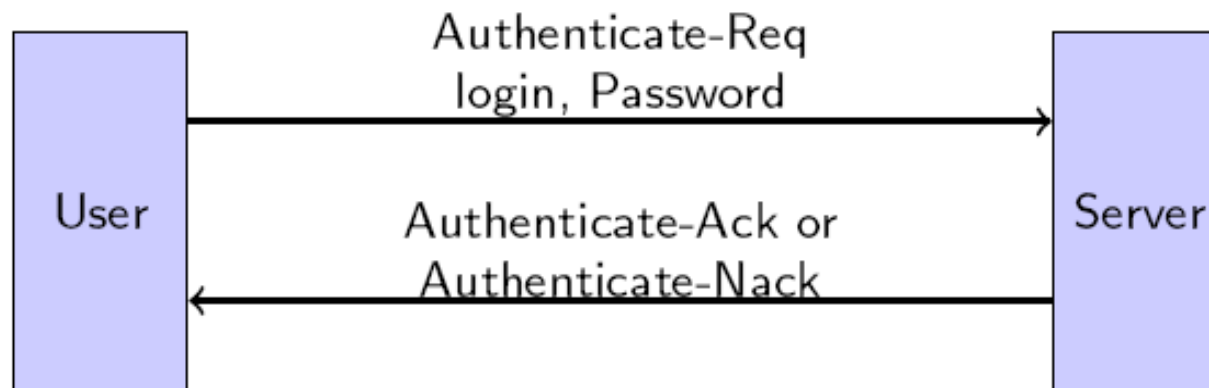 Authenticate-Req
login, Password
User
Authenticate-Ack or
Authenticate-Nack
Server